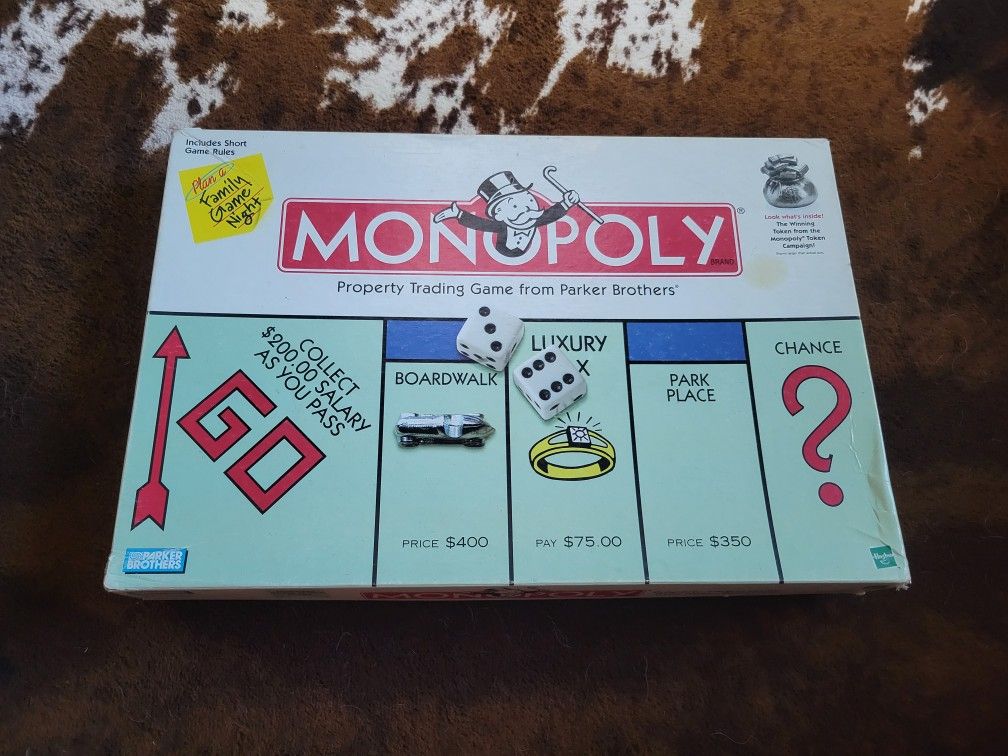 Includes Short
Game Rules
Plan a
Family
Game
Night
MONOPOLY®
BRAND
Property Trading Game from Parker Brothers®
Look what's inside!
The Winning
Token from the
Monopoly® Token
Campaign!
COLLECT
$200.00 SALARY
AS YOU PASS
GO
BOARDWALK
PRICE $400
LUXURY
X
PAY $75.00
PARK
PLACE
PRICE $350
CHANCE
?
PARKER
BROTHERS
Hasbro
MONOPOLY